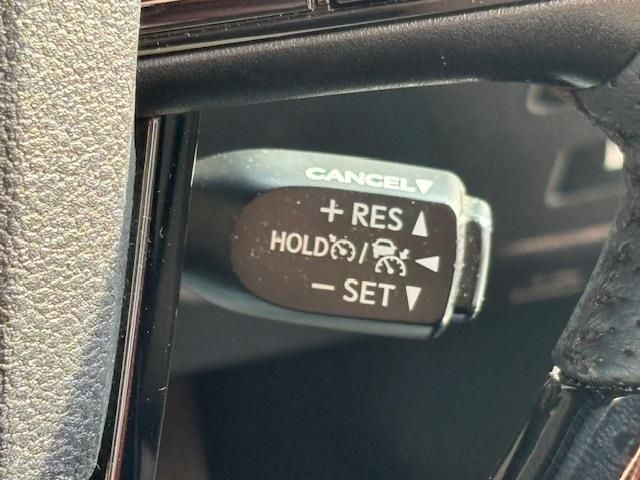 CANCEL▼
+ RES ▲
HOLD / ◄
− SET ▼